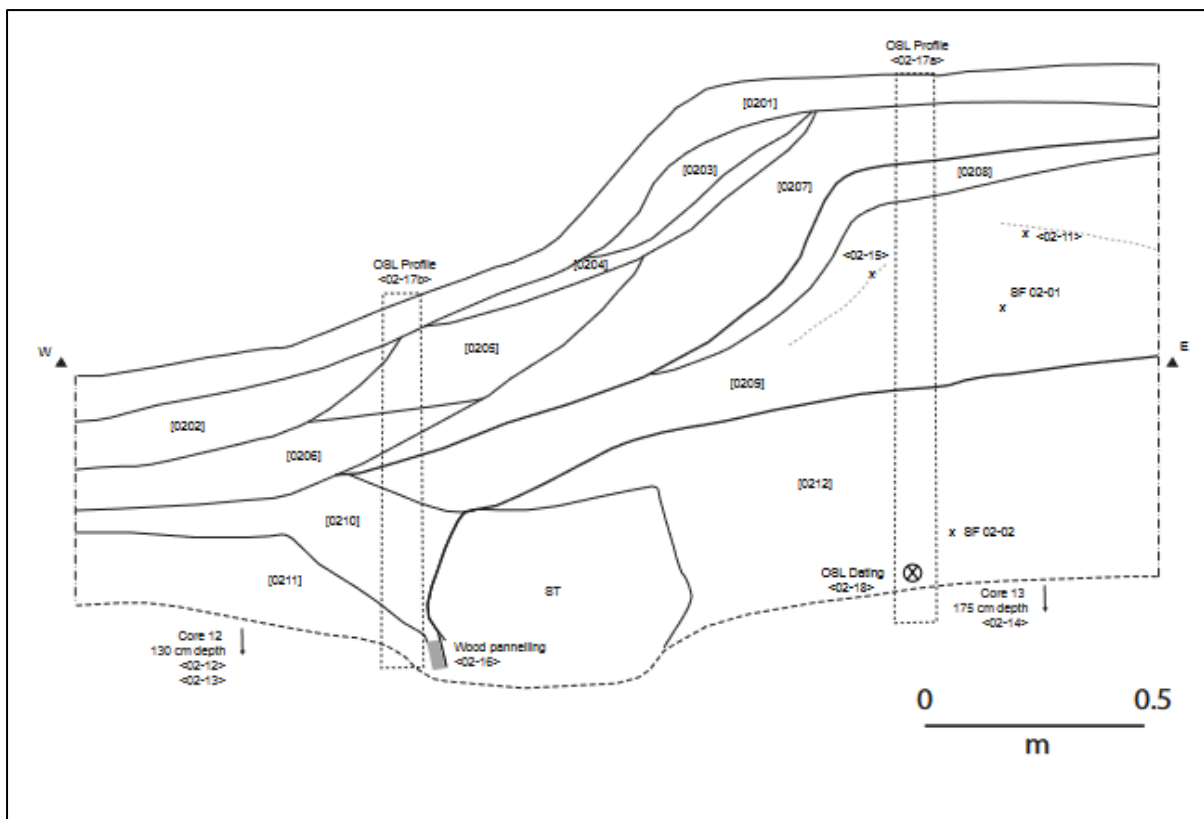 OSL Profile
<02-17a>
[0201]
[0203]
[0207]
[0208]
<02-11>
<02-15>
[0204]
OSL Profile
<02-17b>
SF 02-01
W
E
[0205]
[0209]
[0202]
[0206]
[0212]
[0210]
SF 02-02
[0211]
OSL Dating
<02-18>
ST
Core 13
175 cm depth
<02-14>
Core 12
130 cm depth
<02-12>
<02-13>
Wood pannelling
<02-16>
0 0.5
m